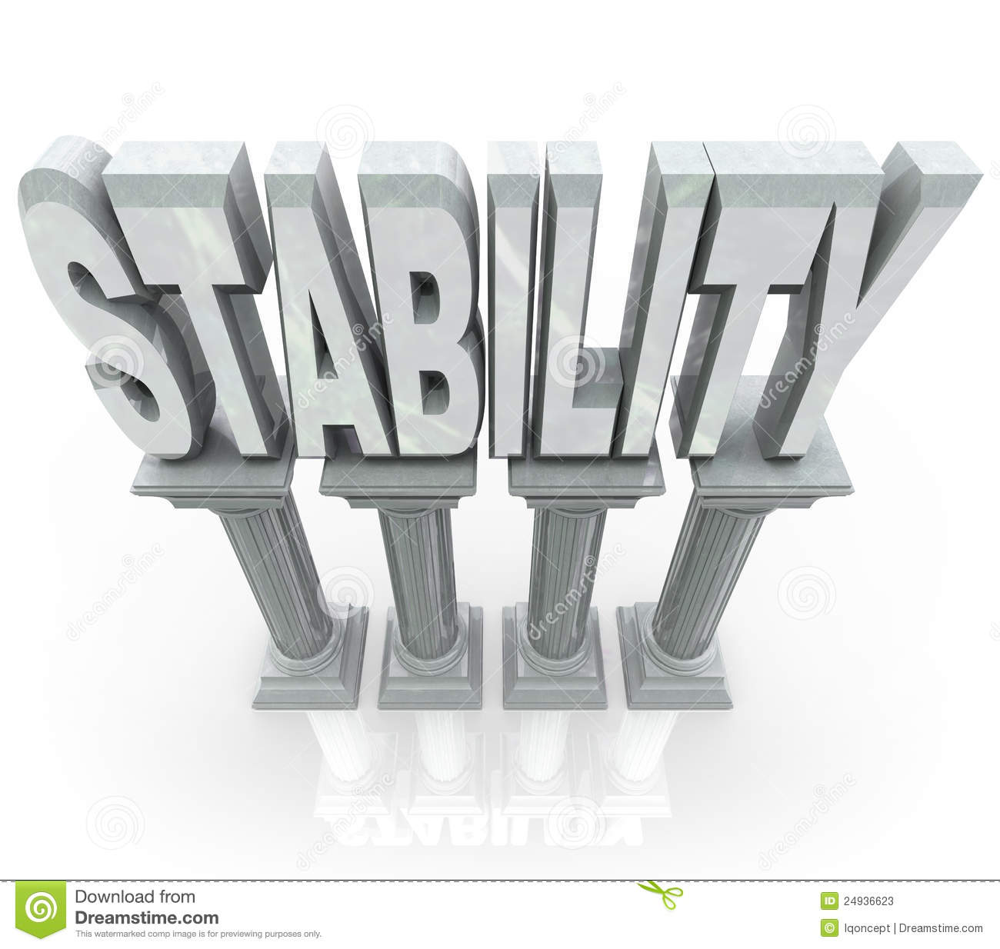 STABILITY
Download from
Dreamstime.com
This watermarked comp image is for previewing purposes only.
ID 24936623
© Iqoncept | Dreamstime.com